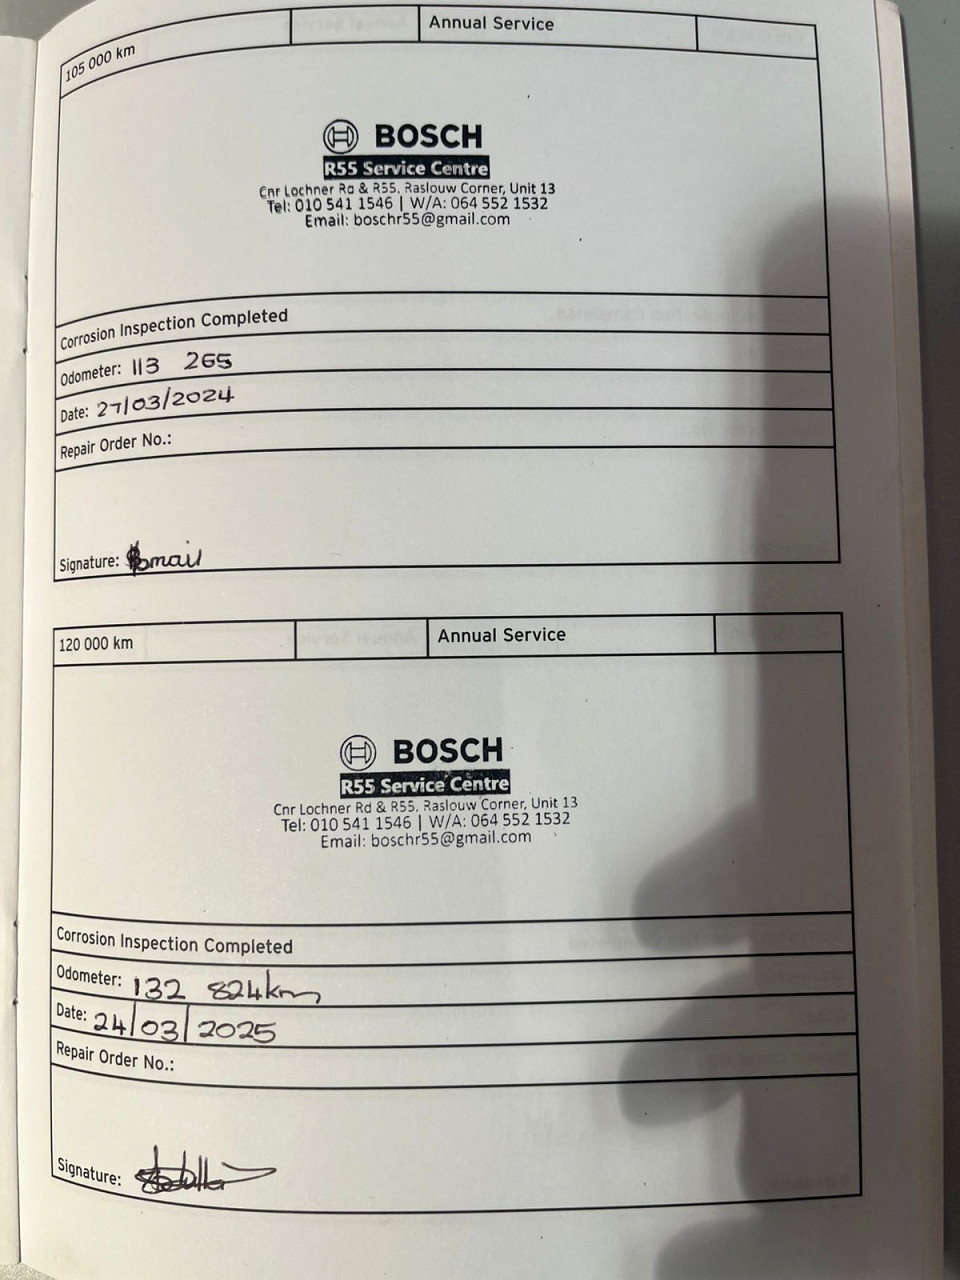 105 000 km
Annual Service
BOSCH
R55 Service Centre
Cnr Lochner Rd & R55, Raslouw Corner, Unit 13
Tel: 010 541 1546 | W/A: 064 552 1532
Email: boschr55@gmail.com
Corrosion Inspection Completed
Odometer: 113 265
Date: 27/03/2024
Repair Order No.:
Signature:
120 000 km
Annual Service
BOSCH
R55 Service Centre
Cnr Lochner Rd & R55, Raslouw Corner, Unit 13
Tel: 010 541 1546 | W/A: 064 552 1532
Email: boschr55@gmail.com
Corrosion Inspection Completed
Odometer: 132 824km
Date: 24/03/2025
Repair Order No.:
Signature: